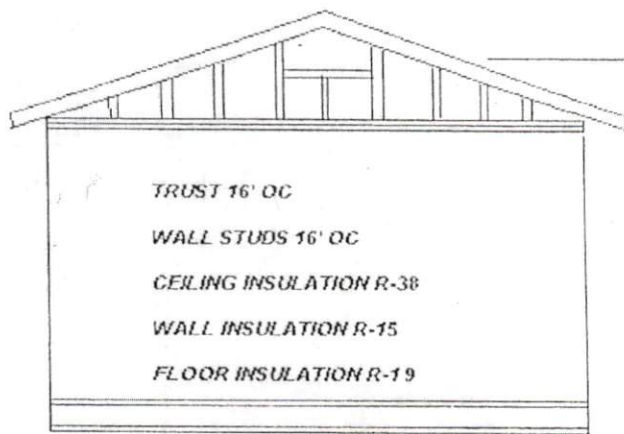 TRUST 16' OC
WALL STUDS 16' OC
CEILING INSULATION R-38
WALL INSULATION R-15
FLOOR INSULATION R-19